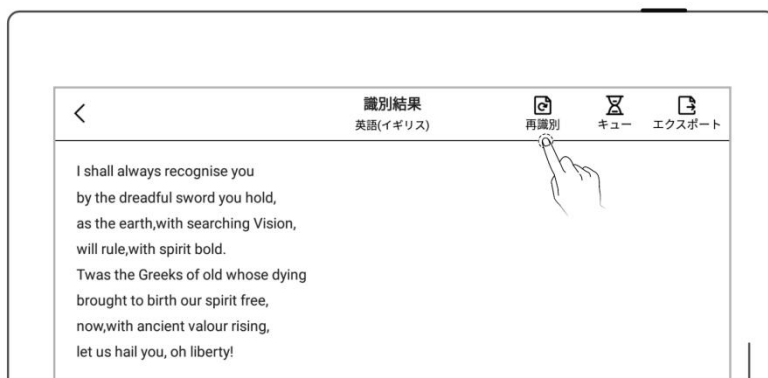 識別結果
英語(イギリス)
再識別
キュー
エクスポート
I shall always recognise you
by the dreadful sword you hold,
as the earth,with searching Vision,
will rule,with spirit bold.
Twas the Greeks of old whose dying
brought to birth our spirit free,
now,with ancient valour rising,
let us hail you, oh liberty!